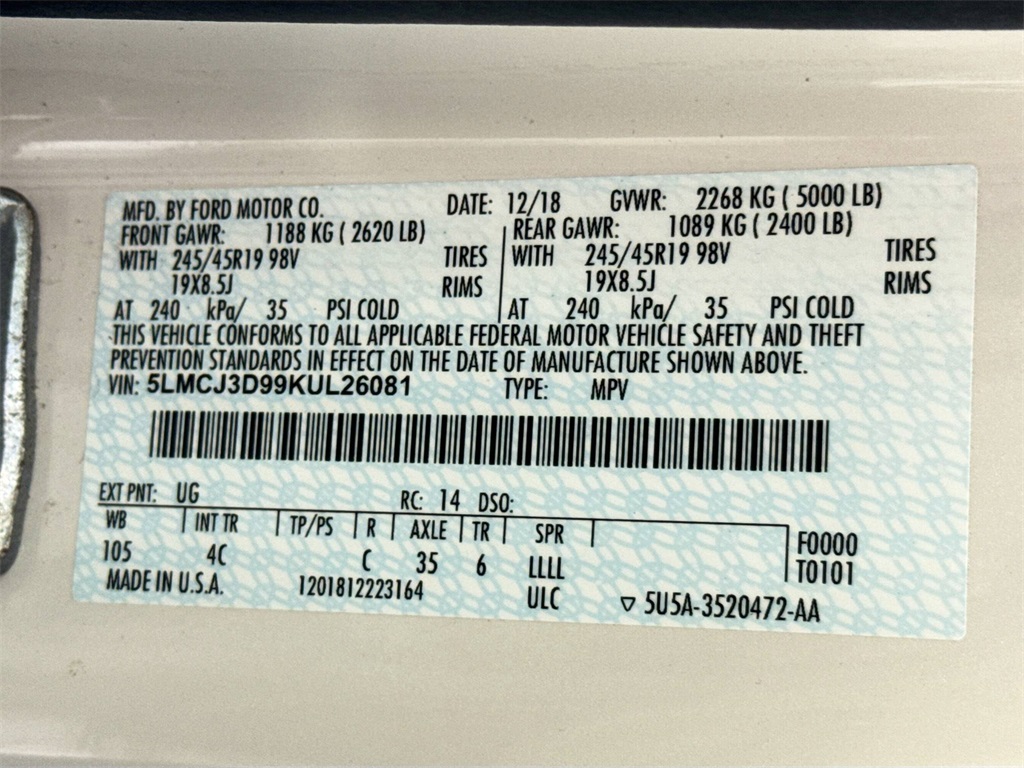 MFD. BY FORD MOTOR CO. DATE: 12/18 GVWR: 2268 KG ( 5000 LB)
FRONT GAWR: 1188 KG ( 2620 LB) REAR GAWR: 1089 KG ( 2400 LB)
WITH 245/45R19 98V TIRES WITH 245/45R19 98V TIRES
19X8.5J RIMS 19X8.5J RIMS
AT 240 kPa/ 35 PSI COLD AT 240 kPa/ 35 PSI COLD
THIS VEHICLE CONFORMS TO ALL APPLICABLE FEDERAL MOTOR VEHICLE SAFETY AND THEFT
PREVENTION STANDARDS IN EFFECT ON THE DATE OF MANUFACTURE SHOWN ABOVE.
VIN: 5LMCJ3D99KUL26081 TYPE: MPV
EXT PNT: UG RC: 14 DSO:
WB INT TR TP/PS R AXLE TR SPR F0000
105 4C C 35 6 LLLL T0101
MADE IN U.S.A. 1201812223164 ULC ▽ 5U5A-3520472-AA